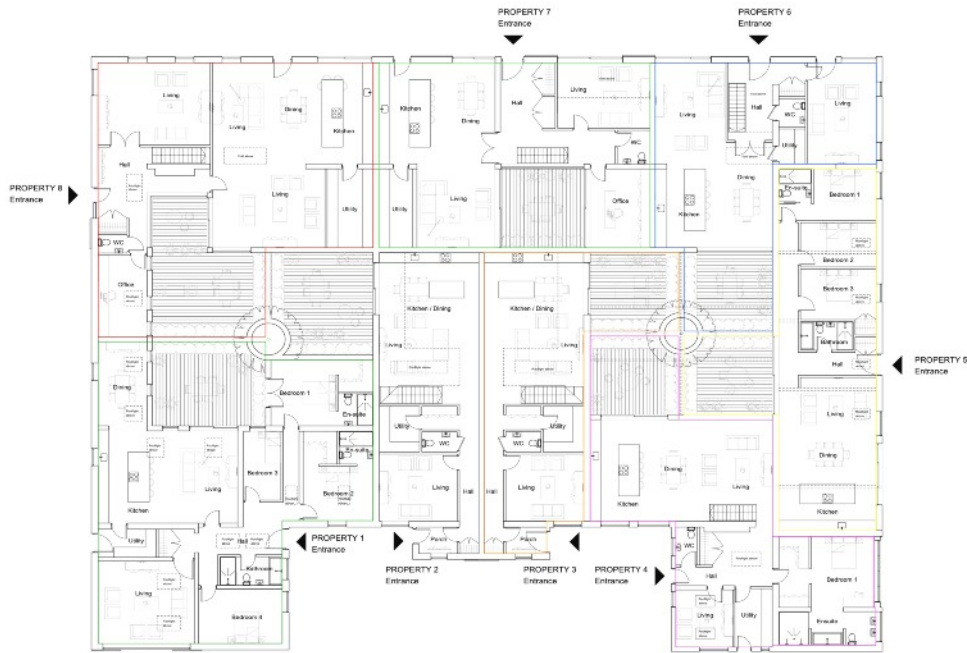 PROPERTY 7
Entrance
PROPERTY 6
Entrance
Living
Dining
Living
Kitchen
Kitchen
Dining
Hall
Living
WC
Living
Hall
WC
Utility
Living
Hall
PROPERTY 8
Entrance
Living
Utility
Utility
Living
Office
Dining
Kitchen
En-suite
Bedroom 1
WC
Office
Bedroom 2
Bedroom 3
Bathroom
Hall
PROPERTY 5
Entrance
Kitchen / Dining
Living
Kitchen / Dining
Living
Dining
Bedroom 1
En-suite
En-suite
Bedroom 3
Bedroom 2
Kitchen
Living
Utility
WC
Living
Hall
Utility
WC
Living
Hall
Dining
Living
Kitchen
Living
Dining
Kitchen
Utility
Hall
Bathroom
Living
Bedroom 4
PROPERTY 1
Entrance
Porch
Porch
PROPERTY 2
Entrance
PROPERTY 3
Entrance
PROPERTY 4
Entrance
WC
Hall
Living
Utility
Bedroom 1
Ensuite